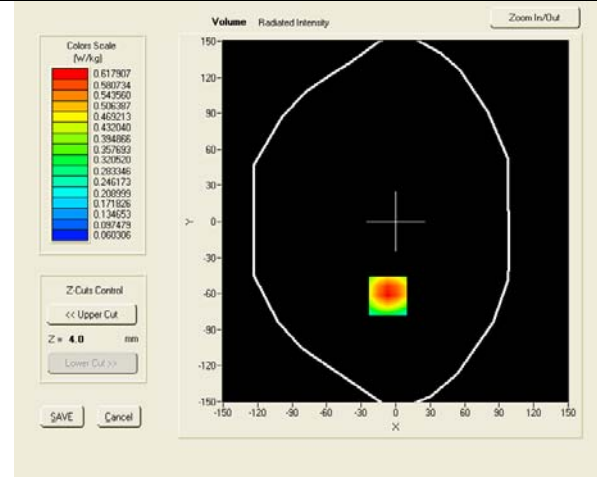 Volume Radiated Intensity
Zoom In/Out
Colors Scale
(W/kg)
0.617907
0.580734
0.543560
0.506387
0.469213
0.432040
0.394866
0.357693
0.320520
0.283346
0.246173
0.208999
0.171826
0.134653
0.097479
0.060306
Z-Cuts Control
<< Upper Cut
Z = 4.0 mm
Lower Cut >>
SAVE Cancel
150
120
90
60
30
0
-30
-60
-90
-120
-150
Y
-150 -120 -90 -60 -30 0 30 60 90 120 150
X